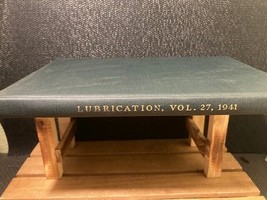 LUBRICATION, VOL. 27, 1941